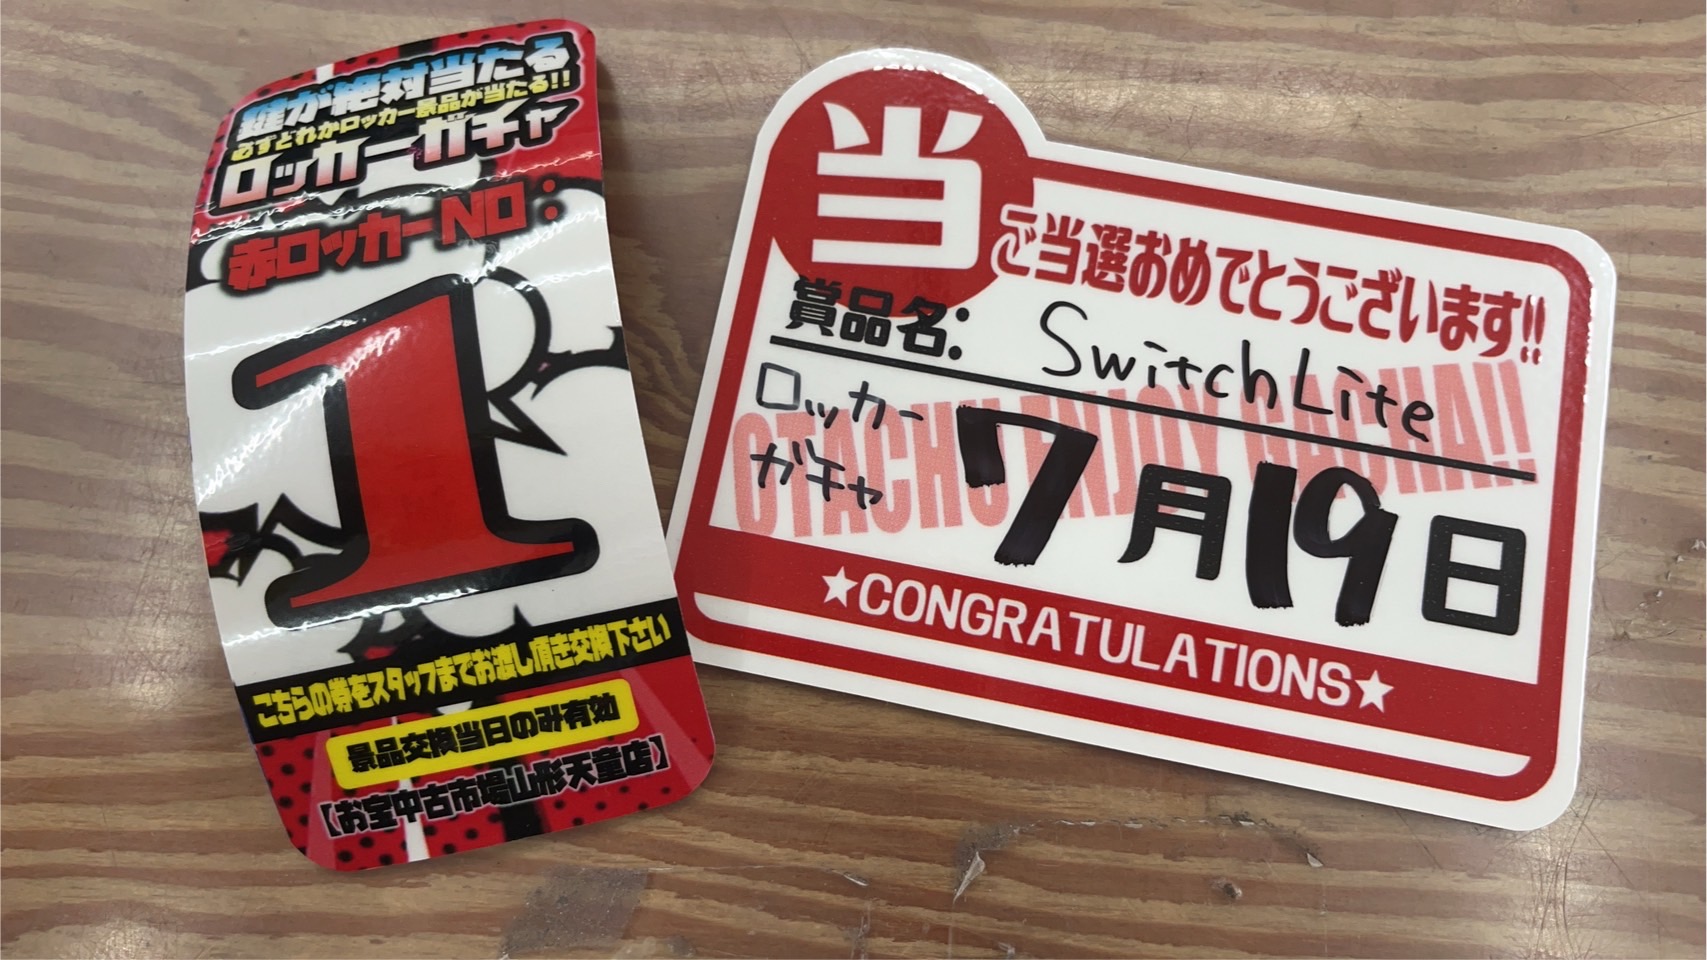 鍵が絶対当たる
必ずどれかロッカー景品が当たる!!
ロッカーガチャ
赤ロッカーNO：
1
こちらの券をスタッフまでお渡し頂き交換下さい
景品交換当日のみ有効
【お宝中古市場山形天童店】
当
ご当選おめでとうございます!!
賞品名：SwitchLite
ロッカーガチャ
OTACHU ENJOY GACHA!!
7月19日
★CONGRATULATIONS★